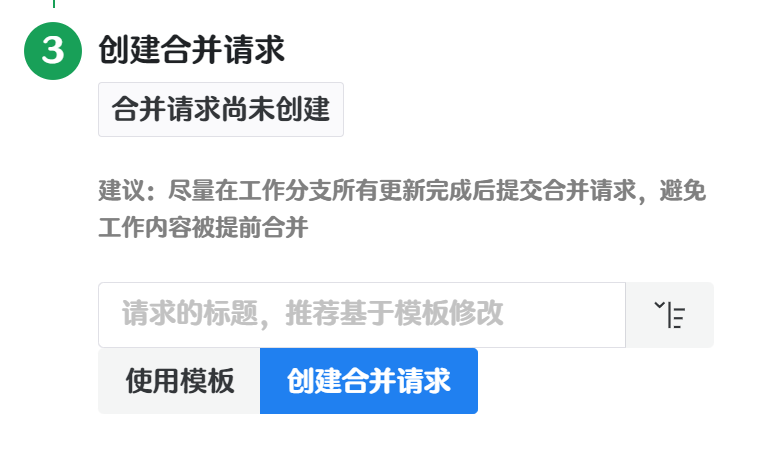 3 创建合并请求
合并请求尚未创建
建议：尽量在工作分支所有更新完成后提交合并请求，避免
工作内容被提前合并
请求的标题，推荐基于模板修改
使用模板 创建合并请求